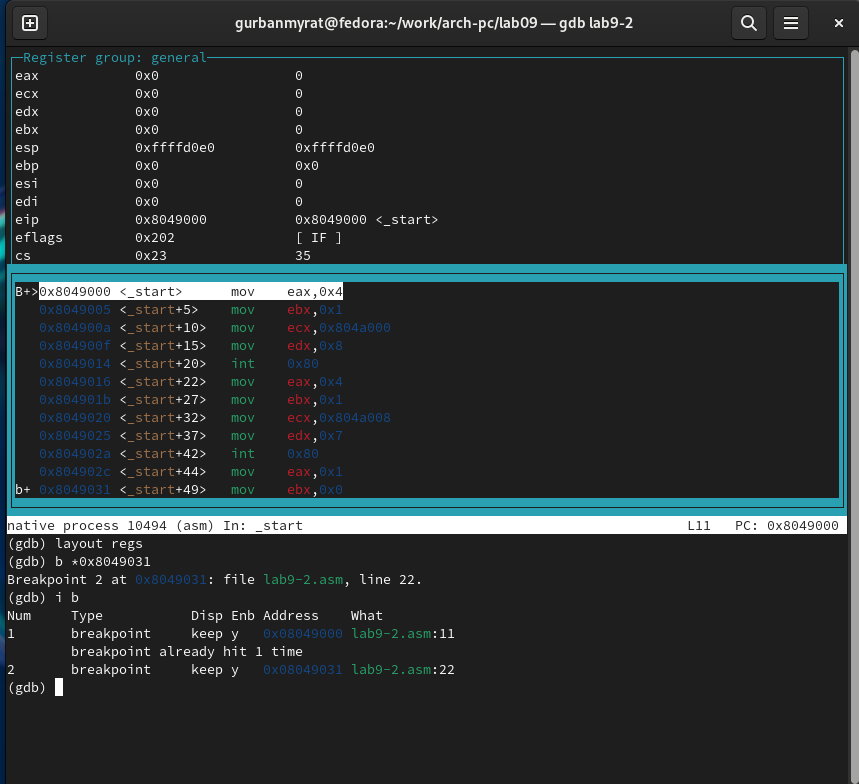 gurbanmyrat@fedora:~/work/arch-pc/lab09 — gdb lab9-2
Register group: general
eax 0x0 0
ecx 0x0 0
edx 0x0 0
ebx 0x0 0
esp 0xffffd0e0 0xffffd0e0
ebp 0x0 0x0
esi 0x0 0
edi 0x0 0
eip 0x8049000 0x8049000 <_start>
eflags 0x202 [ IF ]
cs 0x23 35
B+>0x8049000 <_start> mov eax,0x4
0x8049005 <_start+5> mov ebx,0x1
0x804900a <_start+10> mov ecx,0x804a000
0x804900f <_start+15> mov edx,0x8
0x8049014 <_start+20> int 0x80
0x8049016 <_start+22> mov eax,0x4
0x804901b <_start+27> mov ebx,0x1
0x8049020 <_start+32> mov ecx,0x804a008
0x8049025 <_start+37> mov edx,0x7
0x804902a <_start+42> int 0x80
0x804902c <_start+44> mov eax,0x1
b+ 0x8049031 <_start+49> mov ebx,0x0
native process 10494 (asm) In: _start L11 PC: 0x8049000
(gdb) layout regs
(gdb) b *0x8049031
Breakpoint 2 at 0x8049031: file lab9-2.asm, line 22.
(gdb) i b
Num Type Disp Enb Address What
1 breakpoint keep y 0x08049000 lab9-2.asm:11
breakpoint already hit 1 time
2 breakpoint keep y 0x08049031 lab9-2.asm:22
(gdb)